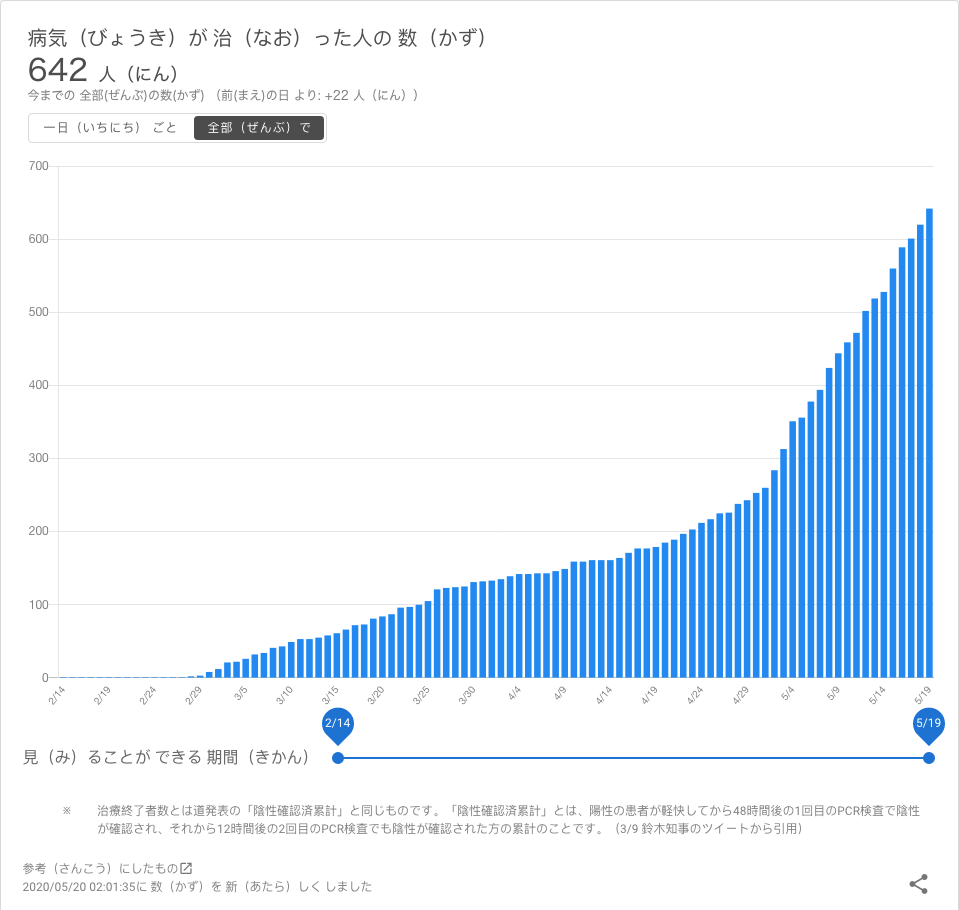 病気（びょうき）が 治（なお）った人の 数（かず）
642 人（にん）
今までの 全部(ぜんぶ)の数(かず) （前(まえ)の日 より: +22 人（にん））
一日（いちにち） ごと 全部（ぜんぶ）で
700
600
500
400
300
200
100
0
2/14 2/19 2/24 2/29 3/5 3/10 3/15 3/20 3/25 3/30 4/4 4/9 4/14 4/19 4/24 4/29 5/4 5/9 5/14 5/19
2/14 5/19
見（み）ることが できる 期間（きかん）
※ 治療終了者数とは道発表の「陰性確認済累計」と同じものです。「陰性確認済累計」とは、陽性の患者が軽快してから48時間後の1回目のPCR検査で陰性
が確認され、それから12時間後の2回目のPCR検査でも陰性が確認された方の累計のことです。（3/9 鈴木知事のツイートから引用）
参考（さんこう）にしたもの
2020/05/20 02:01:35に 数（かず）を 新（あたら）しく しました